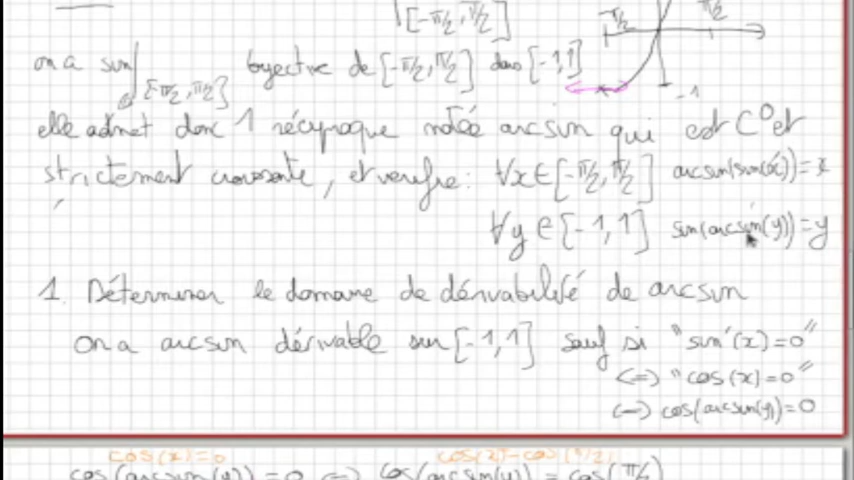 [-π/2, π/2]
π/2 π/2
on a sin|[-π/2, π/2] bijective de [-π/2, π/2] dans [-1, 1]
-1
elle admet donc 1 réciproque notée arcsin qui est C⁰ et
strictement croissante, et vérifie : ∀x ∈ [-π/2, π/2] arcsin(sin(x)) = x
∀y ∈ [-1, 1] sin(arcsin(y)) = y
1. Déterminer le domaine de dérivabilité de arcsin
on a arcsin dérivable sur [-1, 1] sauf si "sin'(x) = 0"
<=> "cos(x) = 0"
<=> cos(arcsin(y)) = 0
cos(x) = 0
cos(arcsin(y)) = 0 <=> cos(arcsin(y)) = cos(π/2)